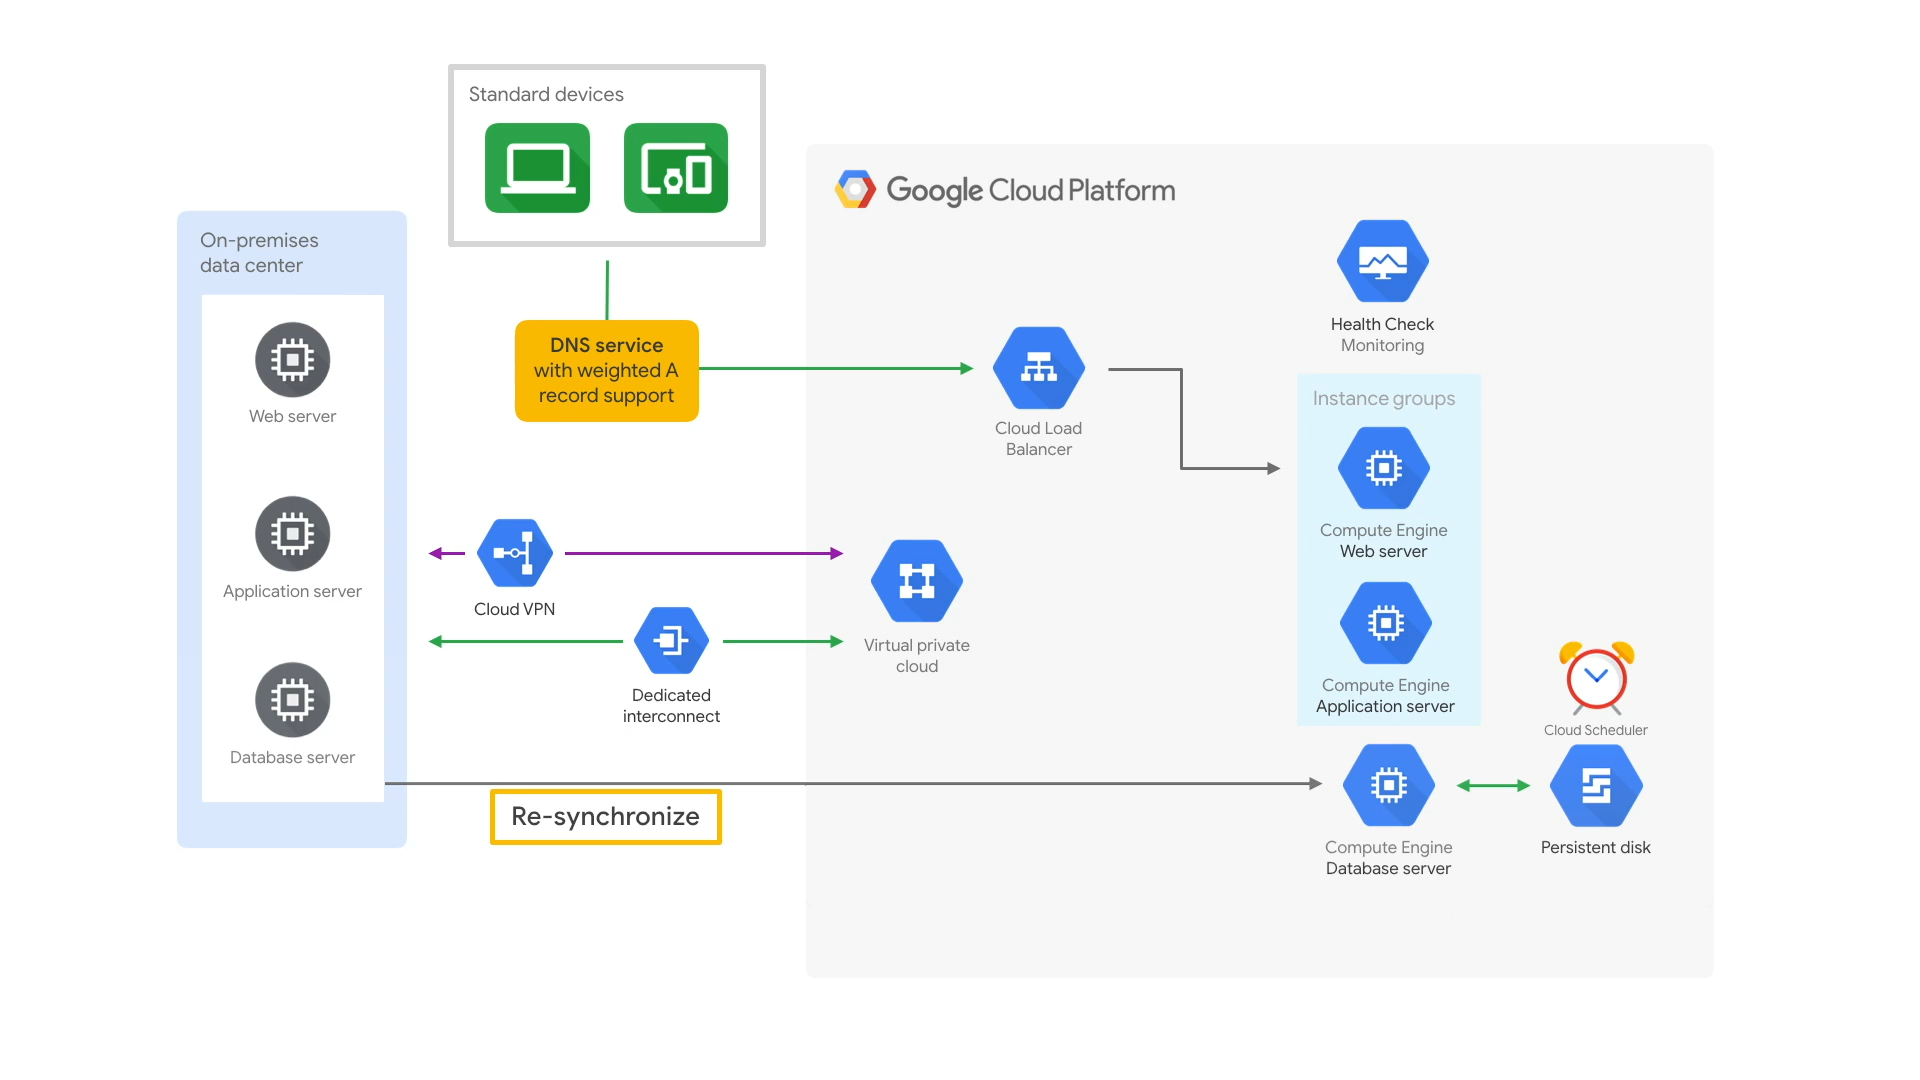 Standard devices
Google Cloud Platform
On-premises
data center
Health Check
Monitoring
DNS service
with weighted A
record support
Web server
Cloud Load
Balancer
Instance groups
Compute Engine
Web server
Application server
Cloud VPN
Virtual private
cloud
Dedicated
interconnect
Compute Engine
Application server
Cloud Scheduler
Database server
Re-synchronize
Compute Engine
Database server
Persistent disk